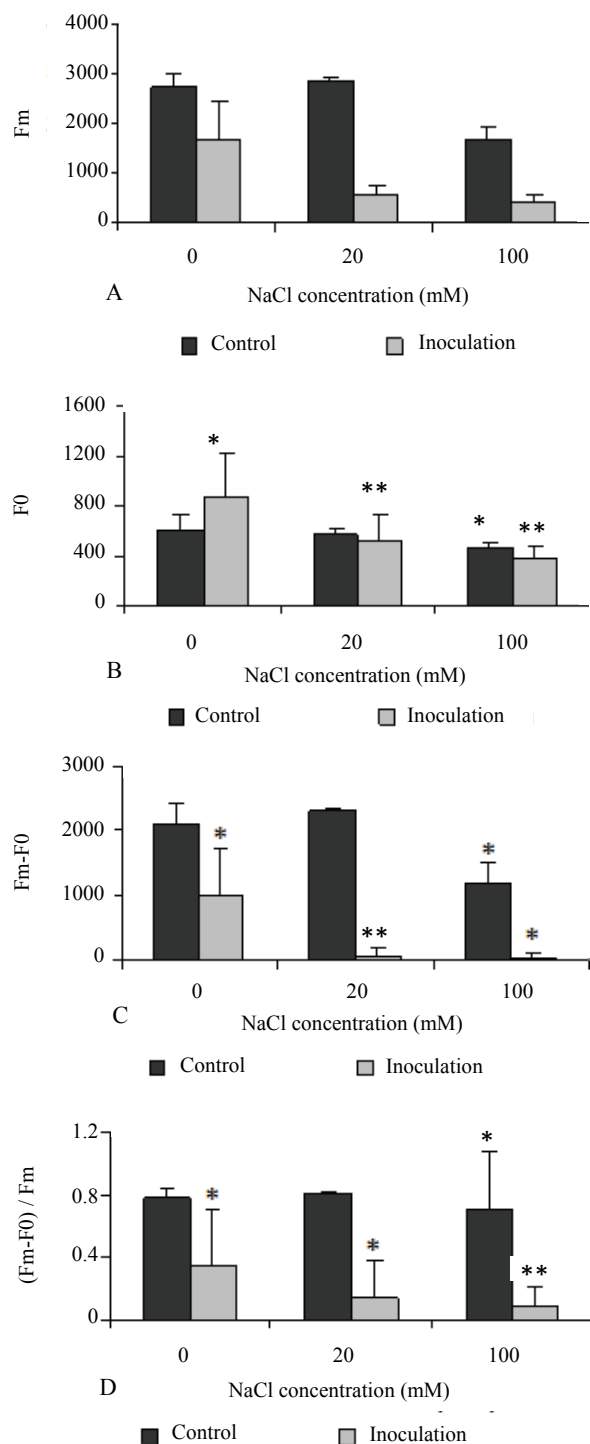 4000
3000
2000
1000
0
Fm
0 20 100
A
NaCl concentration (mM)
Control Inoculation
1600
1200
800
400
0
F0
* ** * **
0 20 100
B
NaCl concentration (mM)
Control Inoculation
3000
2000
1000
0
Fm-F0
* ** * *
0 20 100
C
NaCl concentration (mM)
Control Inoculation
1.2
0.8
0.4
0
(Fm-F0) / Fm
* * * **
0 20 100
D
NaCl concentration (mM)
Control Inoculation